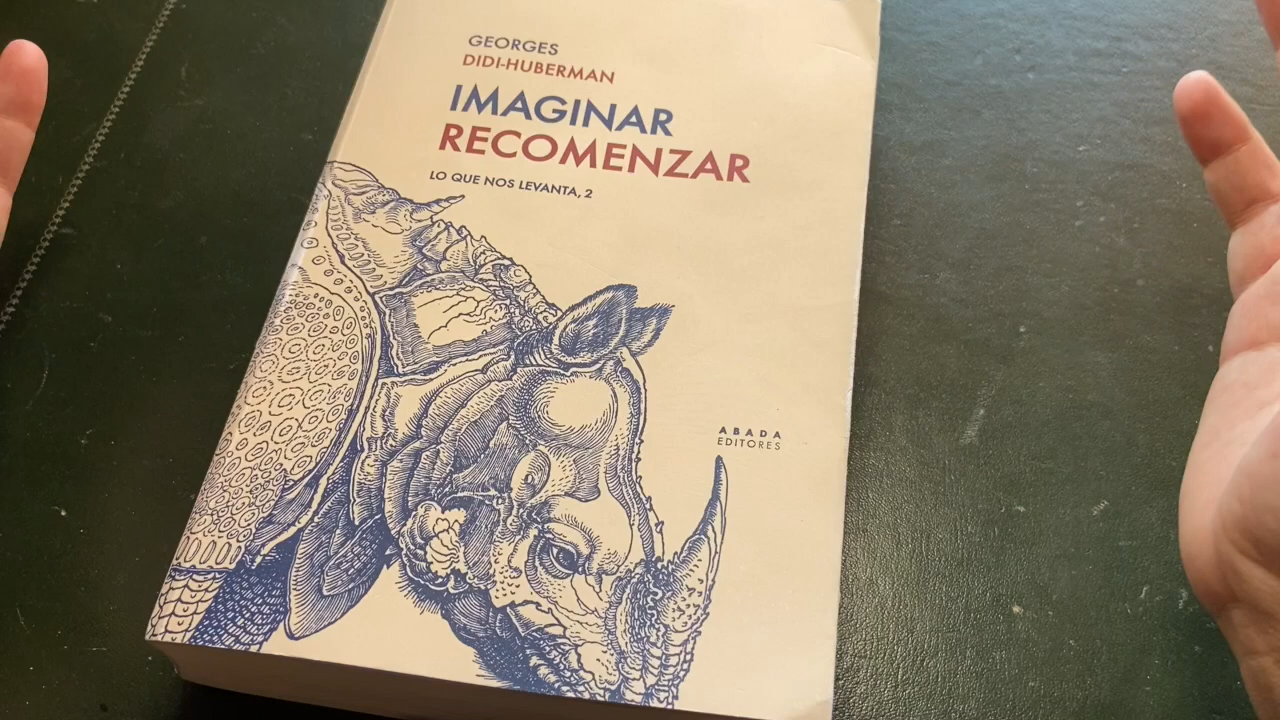 GEORGES
DIDI-HUBERMAN
IMAGINAR
RECOMENZAR
LO QUE NOS LEVANTA, 2
ABADA
EDITORES